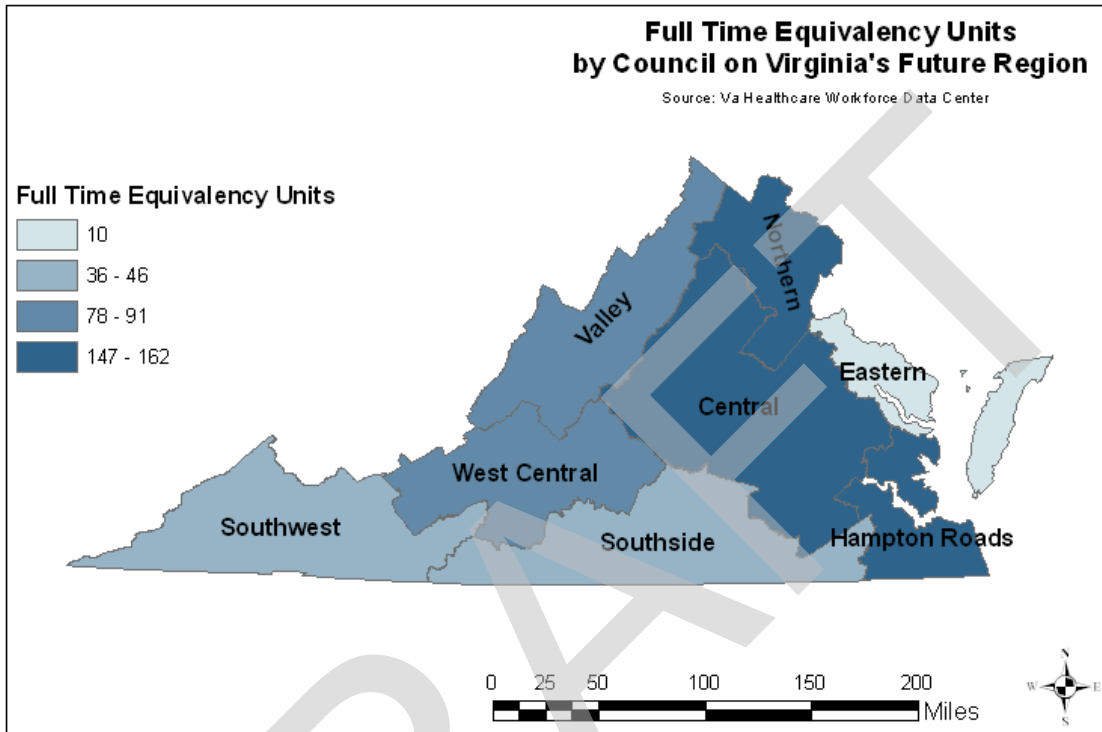 Full Time Equivalency Units
by Council on Virginia's Future Region
Source: Va Healthcare Workforce Data Center
Full Time Equivalency Units
10
36 - 46
78 - 91
147 - 162
Northern
Valley
Eastern
Central
West Central
Southwest
Southside
Hampton Roads
0 25 50 100 150 200
Miles
N
W E
S
DRAFT